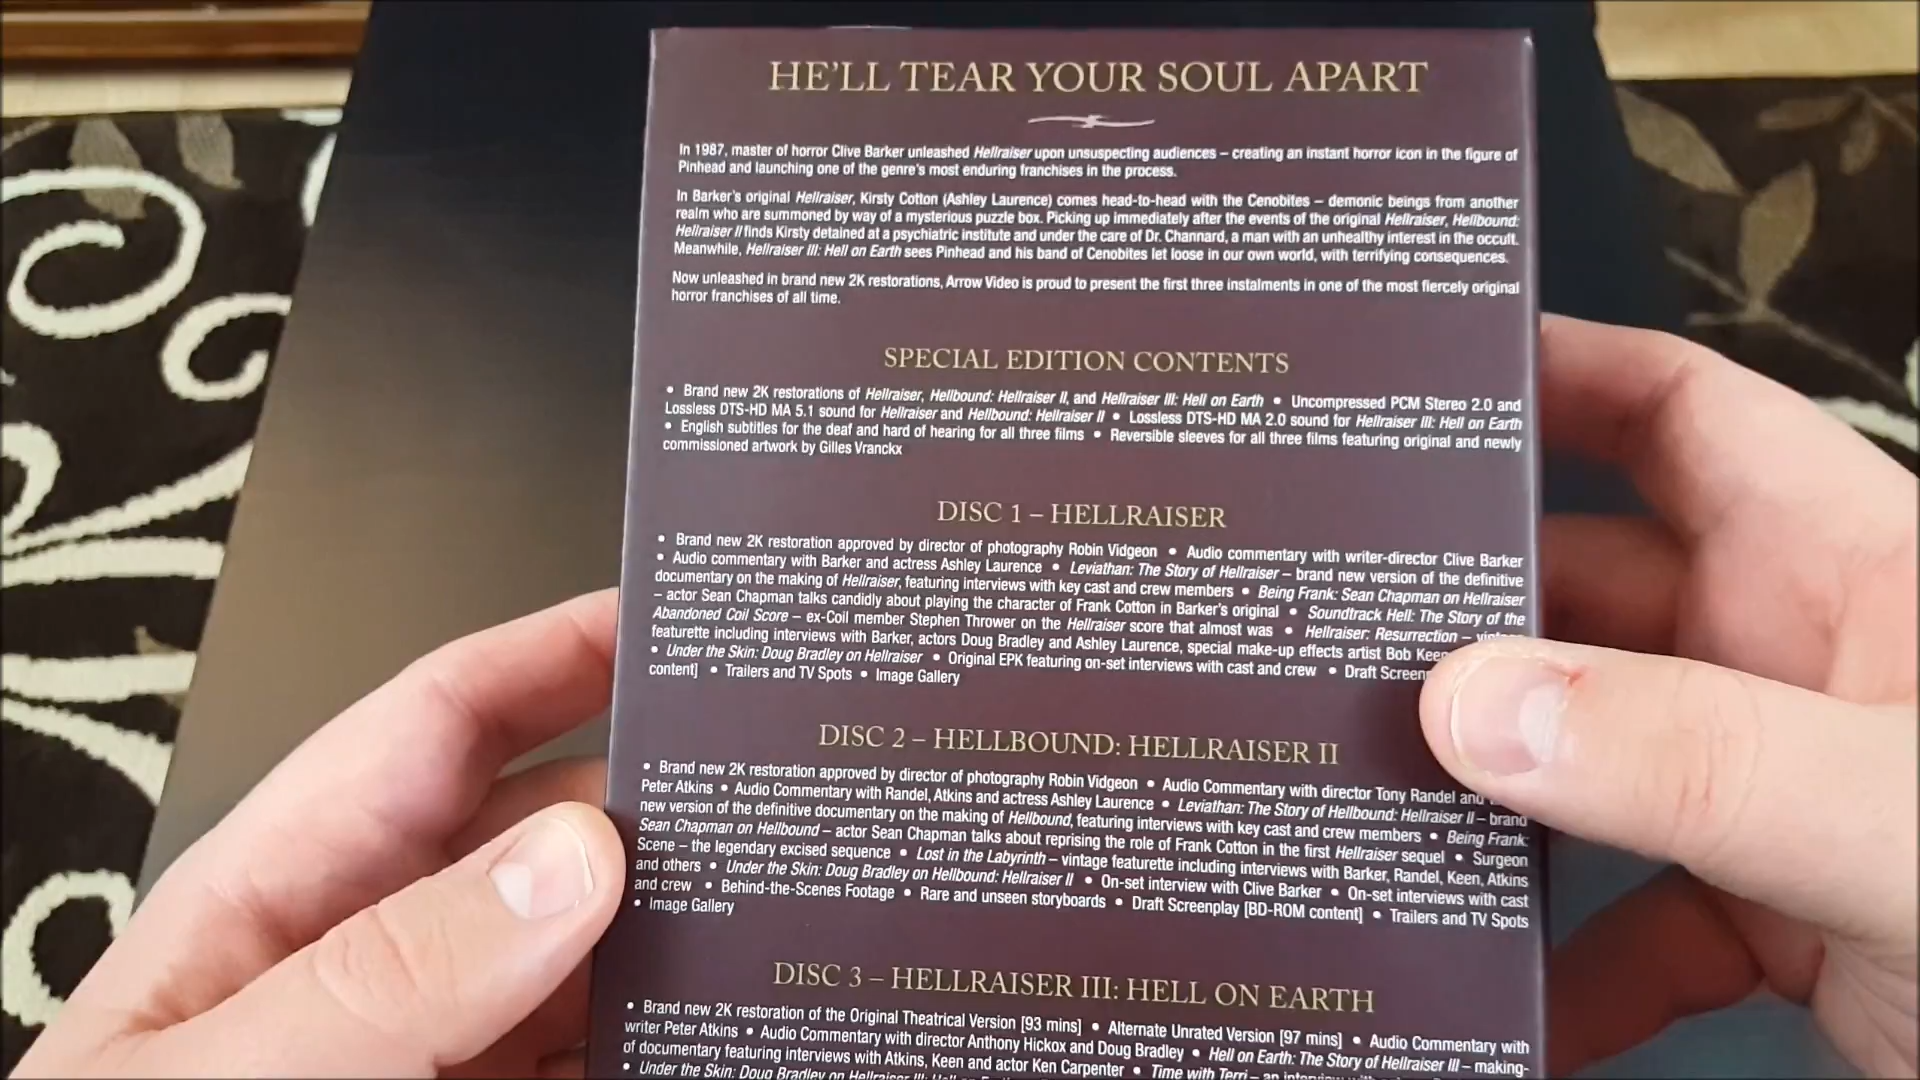 HE'LL TEAR YOUR SOUL APART
In 1987, master of horror Clive Barker unleashed Hellraiser upon unsuspecting audiences – creating an instant horror icon in the figure of
Pinhead and launching one of the genre's most enduring franchises in the process.
In Barker's original Hellraiser, Kirsty Cotton (Ashley Laurence) comes head-to-head with the Cenobites – demonic beings from another
realm who are summoned by way of a mysterious puzzle box. Picking up immediately after the events of the original Hellraiser, Hellbound:
Hellraiser II finds Kirsty detained at a psychiatric institute and under the care of Dr. Channard, a man with an unhealthy interest in the occult.
Meanwhile, Hellraiser III: Hell on Earth sees Pinhead and his band of Cenobites let loose in our own world, with terrifying consequences.
Now unleashed in brand new 2K restorations, Arrow Video is proud to present the first three instalments in one of the most fiercely original
horror franchises of all time.
SPECIAL EDITION CONTENTS
• Brand new 2K restorations of Hellraiser, Hellbound: Hellraiser II, and Hellraiser III: Hell on Earth • Uncompressed PCM Stereo 2.0 and
Lossless DTS-HD MA 5.1 sound for Hellraiser and Hellbound: Hellraiser II • Lossless DTS-HD MA 2.0 sound for Hellraiser III: Hell on Earth
• English subtitles for the deaf and hard of hearing for all three films • Reversible sleeves for all three films featuring original and newly
commissioned artwork by Gilles Vranckx
DISC 1 – HELLRAISER
• Brand new 2K restoration approved by director of photography Robin Vidgeon • Audio commentary with writer-director Clive Barker
• Audio commentary with Barker and actress Ashley Laurence • Leviathan: The Story of Hellraiser – brand new version of the definitive
documentary on the making of Hellraiser, featuring interviews with key cast and crew members • Being Frank: Sean Chapman on Hellraiser
– actor Sean Chapman talks candidly about playing the character of Frank Cotton in Barker's original • Soundtrack Hell: The Story of the
Abandoned Coil Score – ex-Coil member Stephen Thrower on the Hellraiser score that almost was • Hellraiser: Resurrection –
featurette including interviews with Barker, actors Doug Bradley and Ashley Laurence, special make-up effects artist Bob Keen
• Under the Skin: Doug Bradley on Hellraiser • Original EPK featuring on-set interviews with cast and crew • Draft
content] • Trailers and TV Spots • Image Gallery
DISC 2 – HELLBOUND: HELLRAISER II
• Brand new 2K restoration approved by director of photography Robin Vidgeon • Audio Commentary with director Tony Randel and
Peter Atkins • Audio Commentary with Randel, Atkins and actress Ashley Laurence • Leviathan: The Story of Hellbound: Hellraiser II – brand
new version of the definitive documentary on the making of Hellbound, featuring interviews with key cast and crew members • Being Frank:
Sean Chapman on Hellbound – actor Sean Chapman talks about reprising the role of Frank Cotton in the first Hellraiser sequel • Surgeon
Scene – the legendary excised sequence • Lost in the Labyrinth – vintage featurette including interviews with Barker, Randel, Keen, Atkins
and others • Under the Skin: Doug Bradley on Hellbound: Hellraiser II • On-set interview with Clive Barker • On-set interviews with cast
and crew • Behind-the-Scenes Footage • Rare and unseen storyboards • Draft Screenplay [BD-ROM content] • Trailers and TV Spots
• Image Gallery
DISC 3 – HELLRAISER III: HELL ON EARTH
• Brand new 2K restoration of the Original Theatrical Version [93 mins] • Alternate Unrated Version [97 mins] • Audio Commentary with
writer Peter Atkins • Audio Commentary with director Anthony Hickox and Doug Bradley • Hell on Earth: The Story of Hellraiser III – making-
of documentary featuring interviews with Atkins, Keen and actor Ken Carpenter • Time with Terri – an
• Under the Skin: Doug Bradley on Hellraiser III: